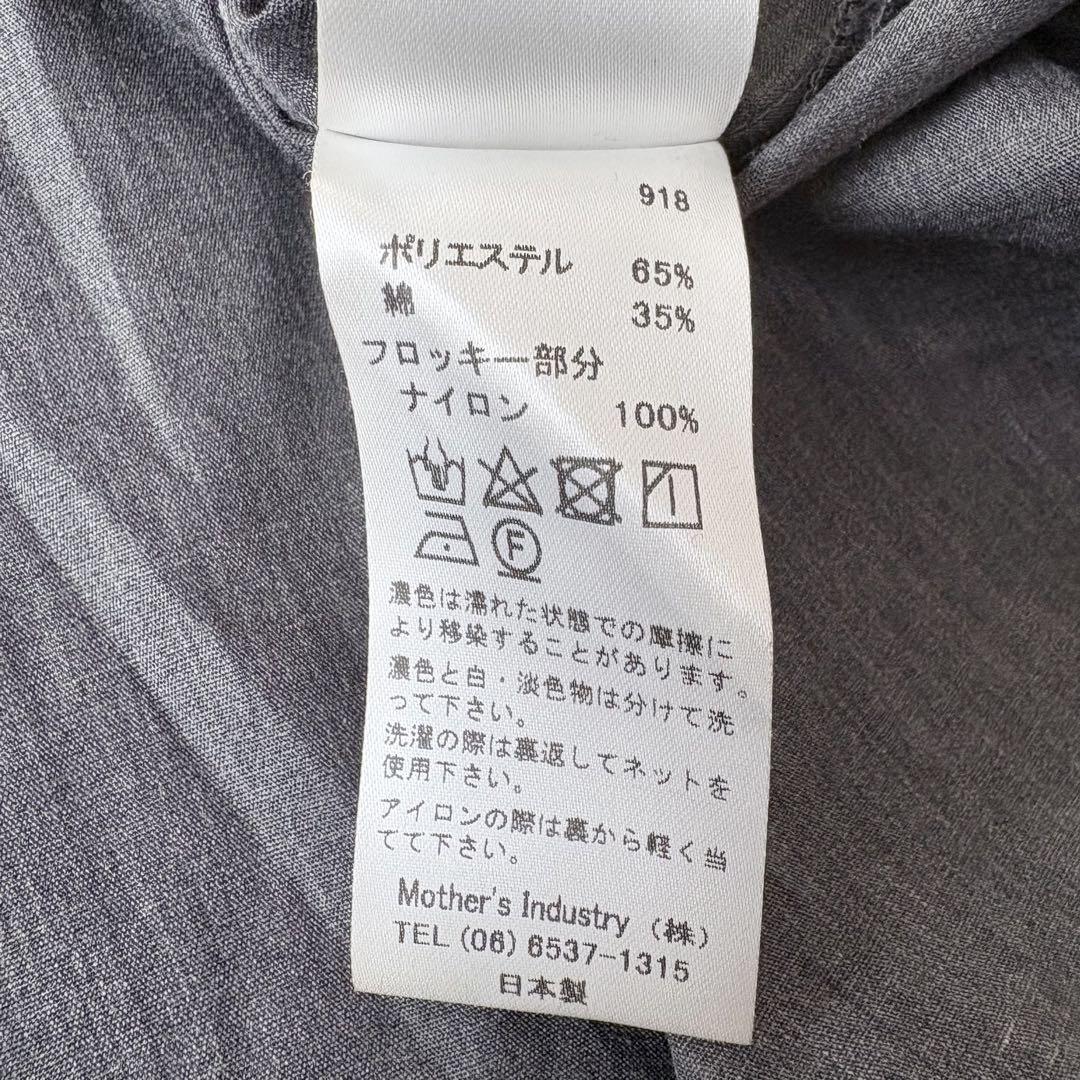 918
ポリエステル 65%
綿 35%
フロッキー部分
ナイロン 100%
F
濃色は濡れた状態での摩擦に
より移染することがあります。
濃色と白・淡色物は分けて洗
って下さい。
洗濯の際は裏返してネットを
使用下さい。
アイロンの際は裏から軽く当
てて下さい。
Mother's Industry (株)
TEL (06) 6537-1315
日本製